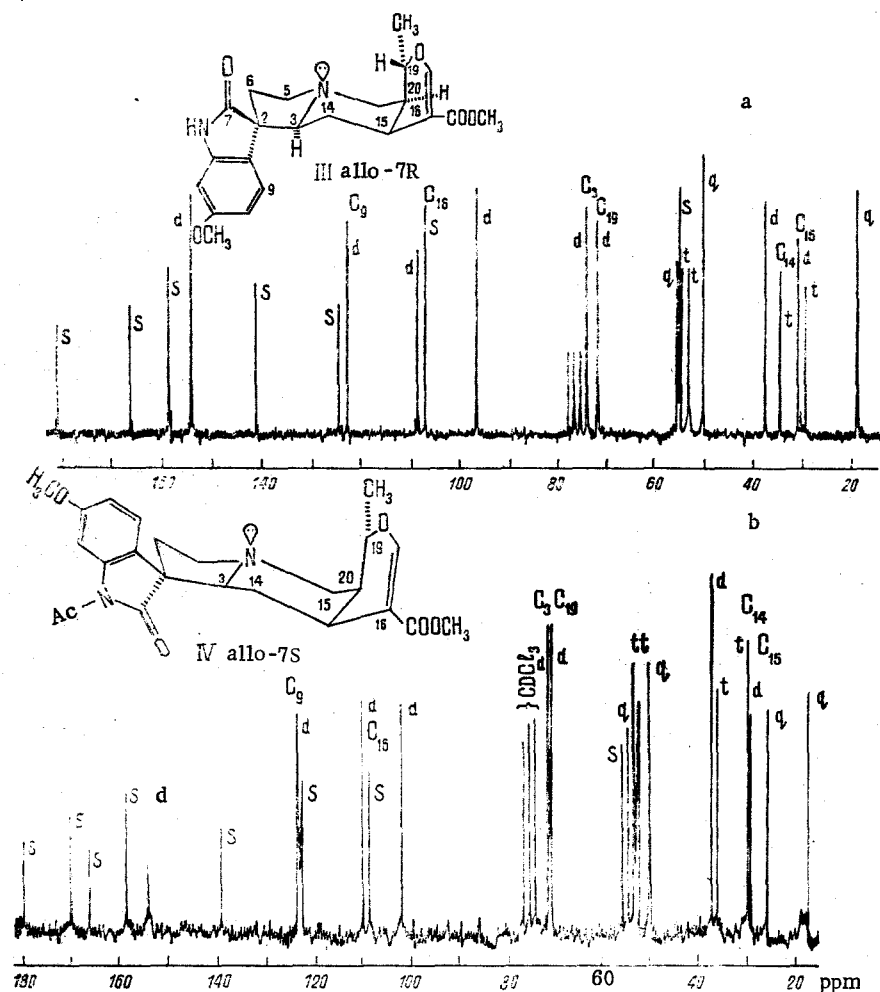 CH₃
O
H
19
O
6
5
N
20
H
7
14
16
HN
2
3
15
COOCH₃
H
a
9
III allo-7R
OCH₃
S
S
S
d
S
S
C₉
d
d
C₁₆
S
d
C₃
d
C₁₉
d
q
S
t
t
q
d
C₁₄
t
C₁₅
d
t
q
140
100
80
60
40
20
H₃CO
CH₃
O
b
N
19
3
14
20
15
16
COOCH₃
Ac
N
O
IV allo-7S
S
S
S
S
d
S
C₉
d
S
d
C₁₅
S
d
}CDCl₃
C₃ C₁₉
d
d
S
q
tt
q
d
t
C₁₄
t
C₁₅
d
q
q
180
160
140
120
100
80
60
40
20
ppm